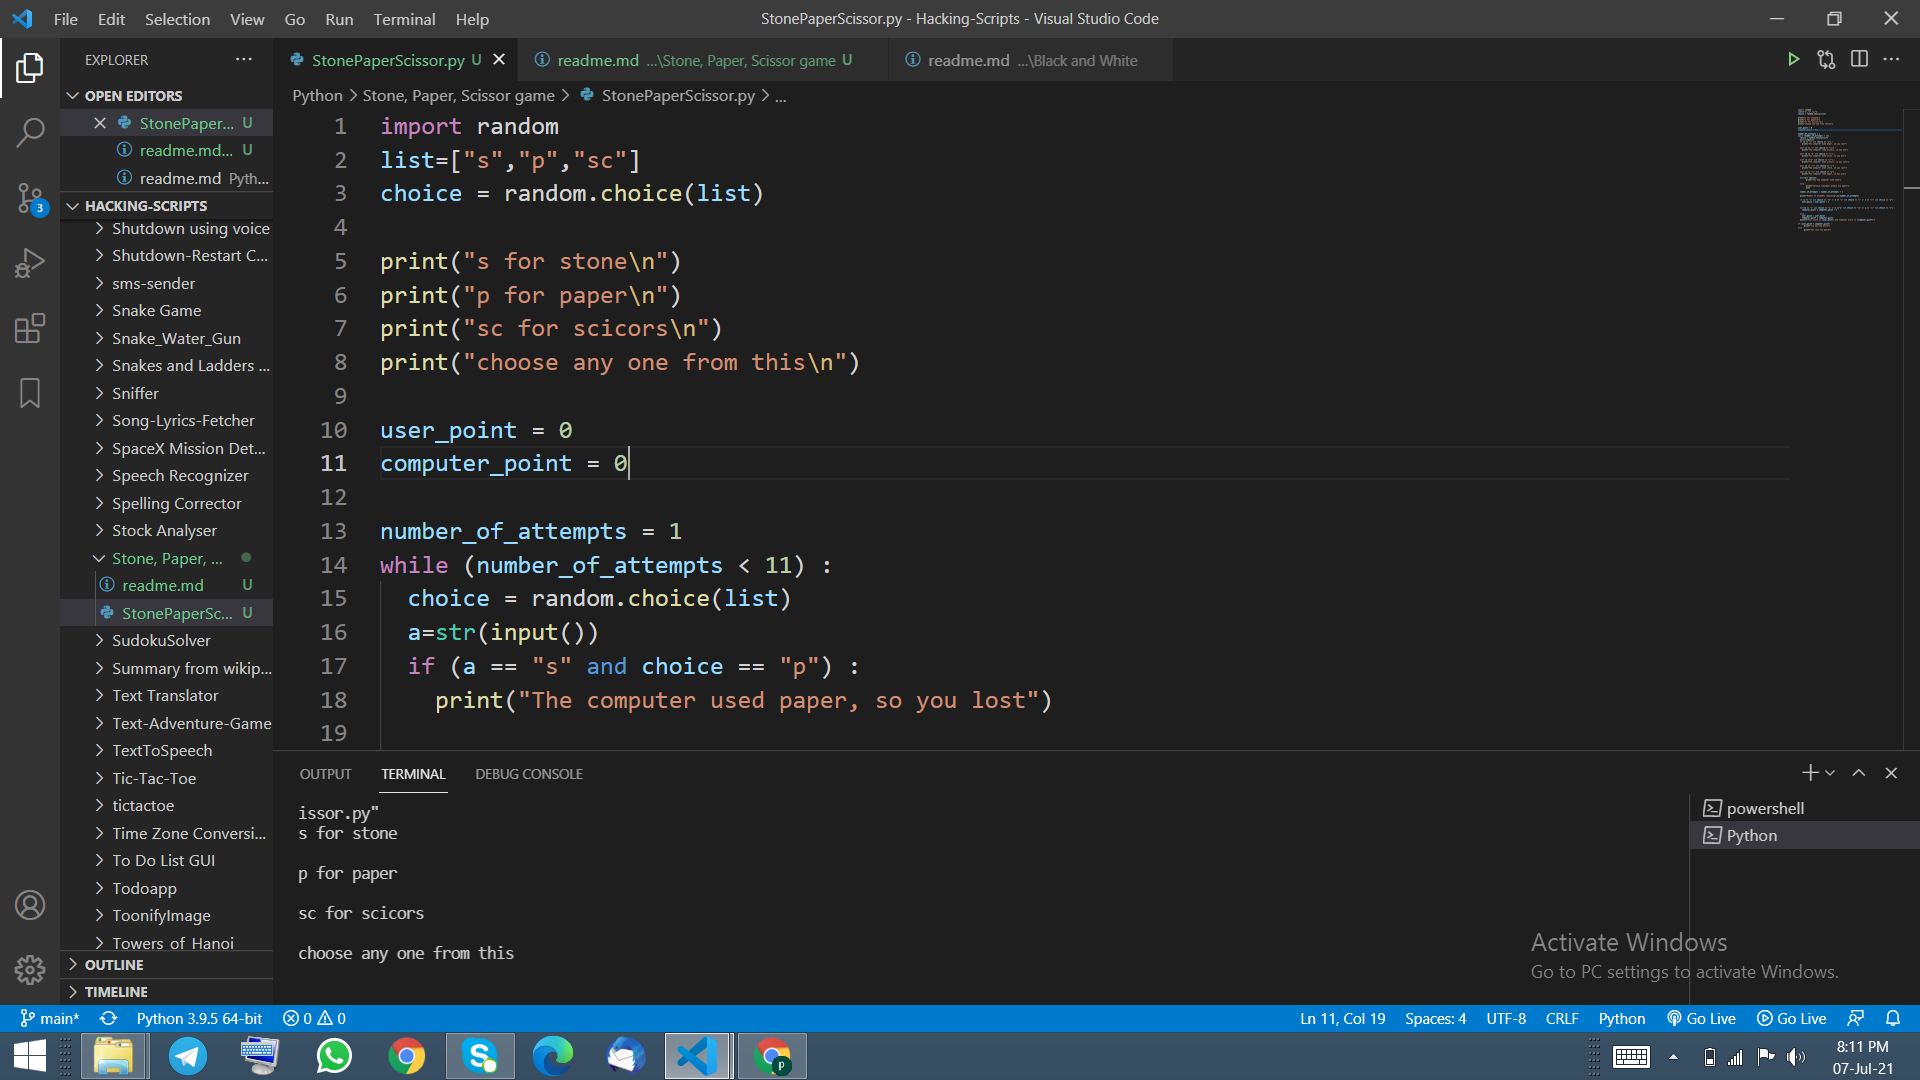 File Edit Selection View Go Run Terminal Help
StonePaperScissor.py - Hacking-Scripts - Visual Studio Code
EXPLORER
OPEN EDITORS
StonePaper... U
readme.md... U
readme.md Pyth...
HACKING-SCRIPTS
Shutdown using voice
Shutdown-Restart C...
sms-sender
Snake Game
Snake_Water_Gun
Snakes and Ladders ...
Sniffer
Song-Lyrics-Fetcher
SpaceX Mission Det...
Speech Recognizer
Spelling Corrector
Stock Analyser
Stone, Paper, ...
readme.md U
StonePaperSc... U
SudokuSolver
Summary from wikip...
Text Translator
Text-Adventure-Game
TextToSpeech
Tic-Tac-Toe
tictactoe
Time Zone Conversi...
To Do List GUI
Todoapp
ToonifyImage
Towers of Hanoi
OUTLINE
TIMELINE
3
StonePaperScissor.py U
readme.md ...\Stone, Paper, Scissor game U
readme.md ...\Black and White
Python > Stone, Paper, Scissor game > StonePaperScissor.py > ...
1 import random
2 list=["s","p","sc"]
3 choice = random.choice(list)
4
5 print("s for stone\n")
6 print("p for paper\n")
7 print("sc for scicors\n")
8 print("choose any one from this\n")
9
10 user_point = 0
11 computer_point = 0
12
13 number_of_attempts = 1
14 while (number_of_attempts < 11) :
15 choice = random.choice(list)
16 a=str(input())
17 if (a == "s" and choice == "p") :
18 print("The computer used paper, so you lost")
19
OUTPUT TERMINAL DEBUG CONSOLE
issor.py"
s for stone
p for paper
sc for scicors
choose any one from this
powershell
Python
Activate Windows
Go to PC settings to activate Windows.
main* Python 3.9.5 64-bit 0 0
Ln 11, Col 19 Spaces: 4 UTF-8 CRLF Python Go Live Go Live
S
p
8:11 PM
07-Jul-21